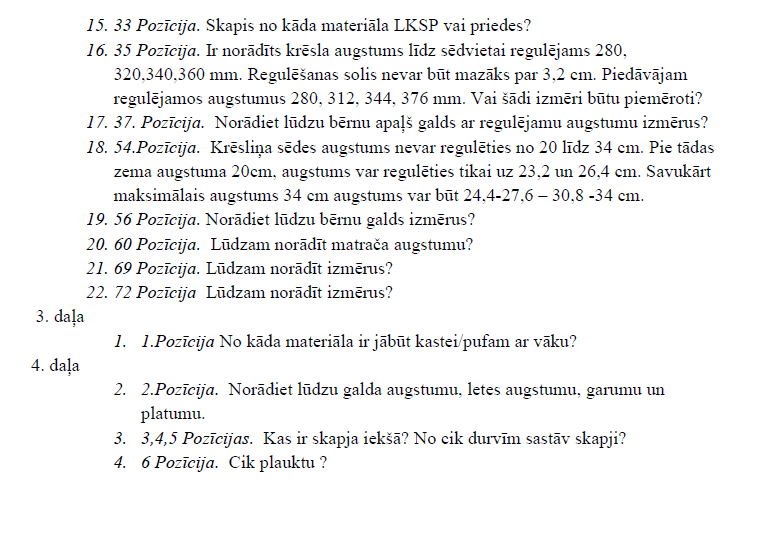 15. 33 Pozīcija. Skapis no kāda materiāla LKSP vai priedes?
16. 35 Pozīcija. Ir norādīts krēsla augstums līdz sēdvietai regulējams 280,
320,340,360 mm. Regulēšanas solis nevar būt mazāks par 3,2 cm. Piedāvājam
regulējamos augstumus 280, 312, 344, 376 mm. Vai šādi izmēri būtu piemēroti?
17. 37. Pozīcija. Norādiet lūdzu bērnu apaļš galds ar regulējamu augstumu izmērus?
18. 54.Pozīcija. Krēsliņa sēdes augstums nevar regulēties no 20 līdz 34 cm. Pie tādas
zema augstuma 20cm, augstums var regulēties tikai uz 23,2 un 26,4 cm. Savukārt
maksimālais augstums 34 cm augstums var būt 24,4-27,6 – 30,8 -34 cm.
19. 56 Pozīcija. Norādiet lūdzu bērnu galds izmērus?
20. 60 Pozīcija. Lūdzam norādīt matrača augstumu?
21. 69 Pozīcija. Lūdzam norādīt izmērus?
22. 72 Pozīcija Lūdzam norādīt izmērus?
3. daļa
1. 1.Pozīcija No kāda materiāla ir jābūt kastei/pufam ar vāku?
4. daļa
2. 2.Pozīcija. Norādiet lūdzu galda augstumu, letes augstumu, garumu un
platumu.
3. 3,4,5 Pozīcijas. Kas ir skapja iekšā? No cik durvīm sastāv skapji?
4. 6 Pozīcija. Cik plauktu ?